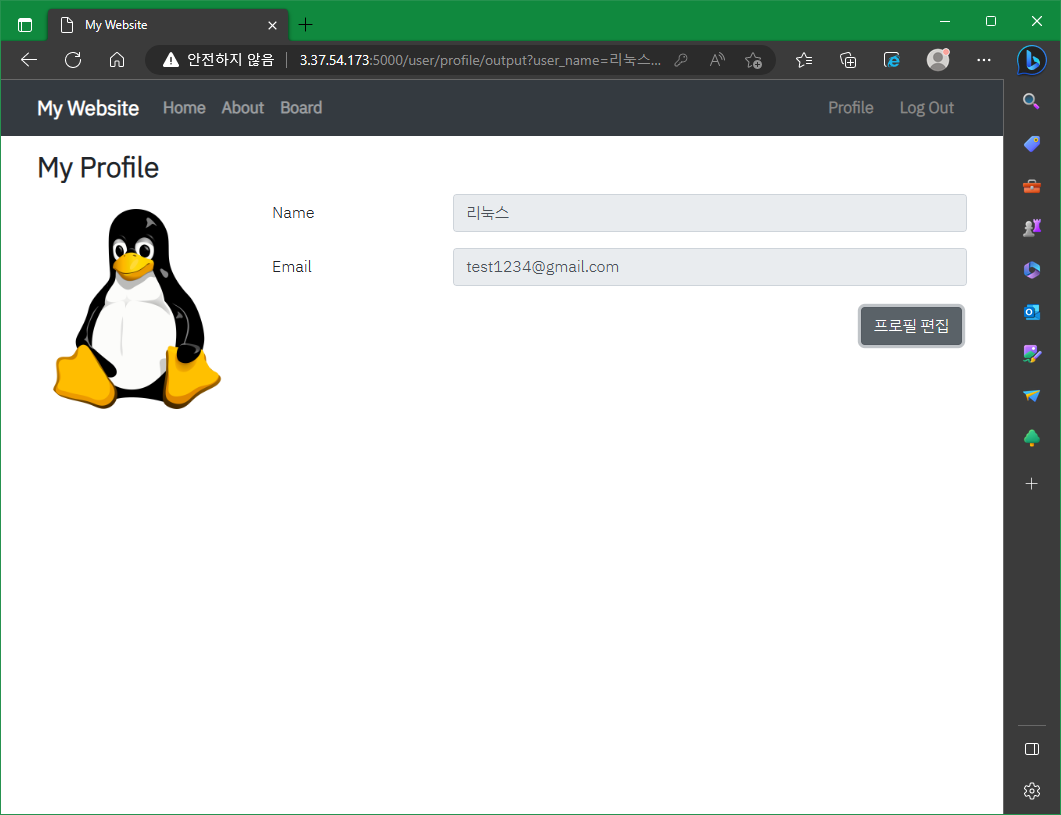 My Website
안전하지 않음 3.37.54.173:5000/user/profile/output?user_name=리눅스...
My Website Home About Board Profile Log Out
My Profile
Name 리눅스
Email test1234@gmail.com
프로필 편집